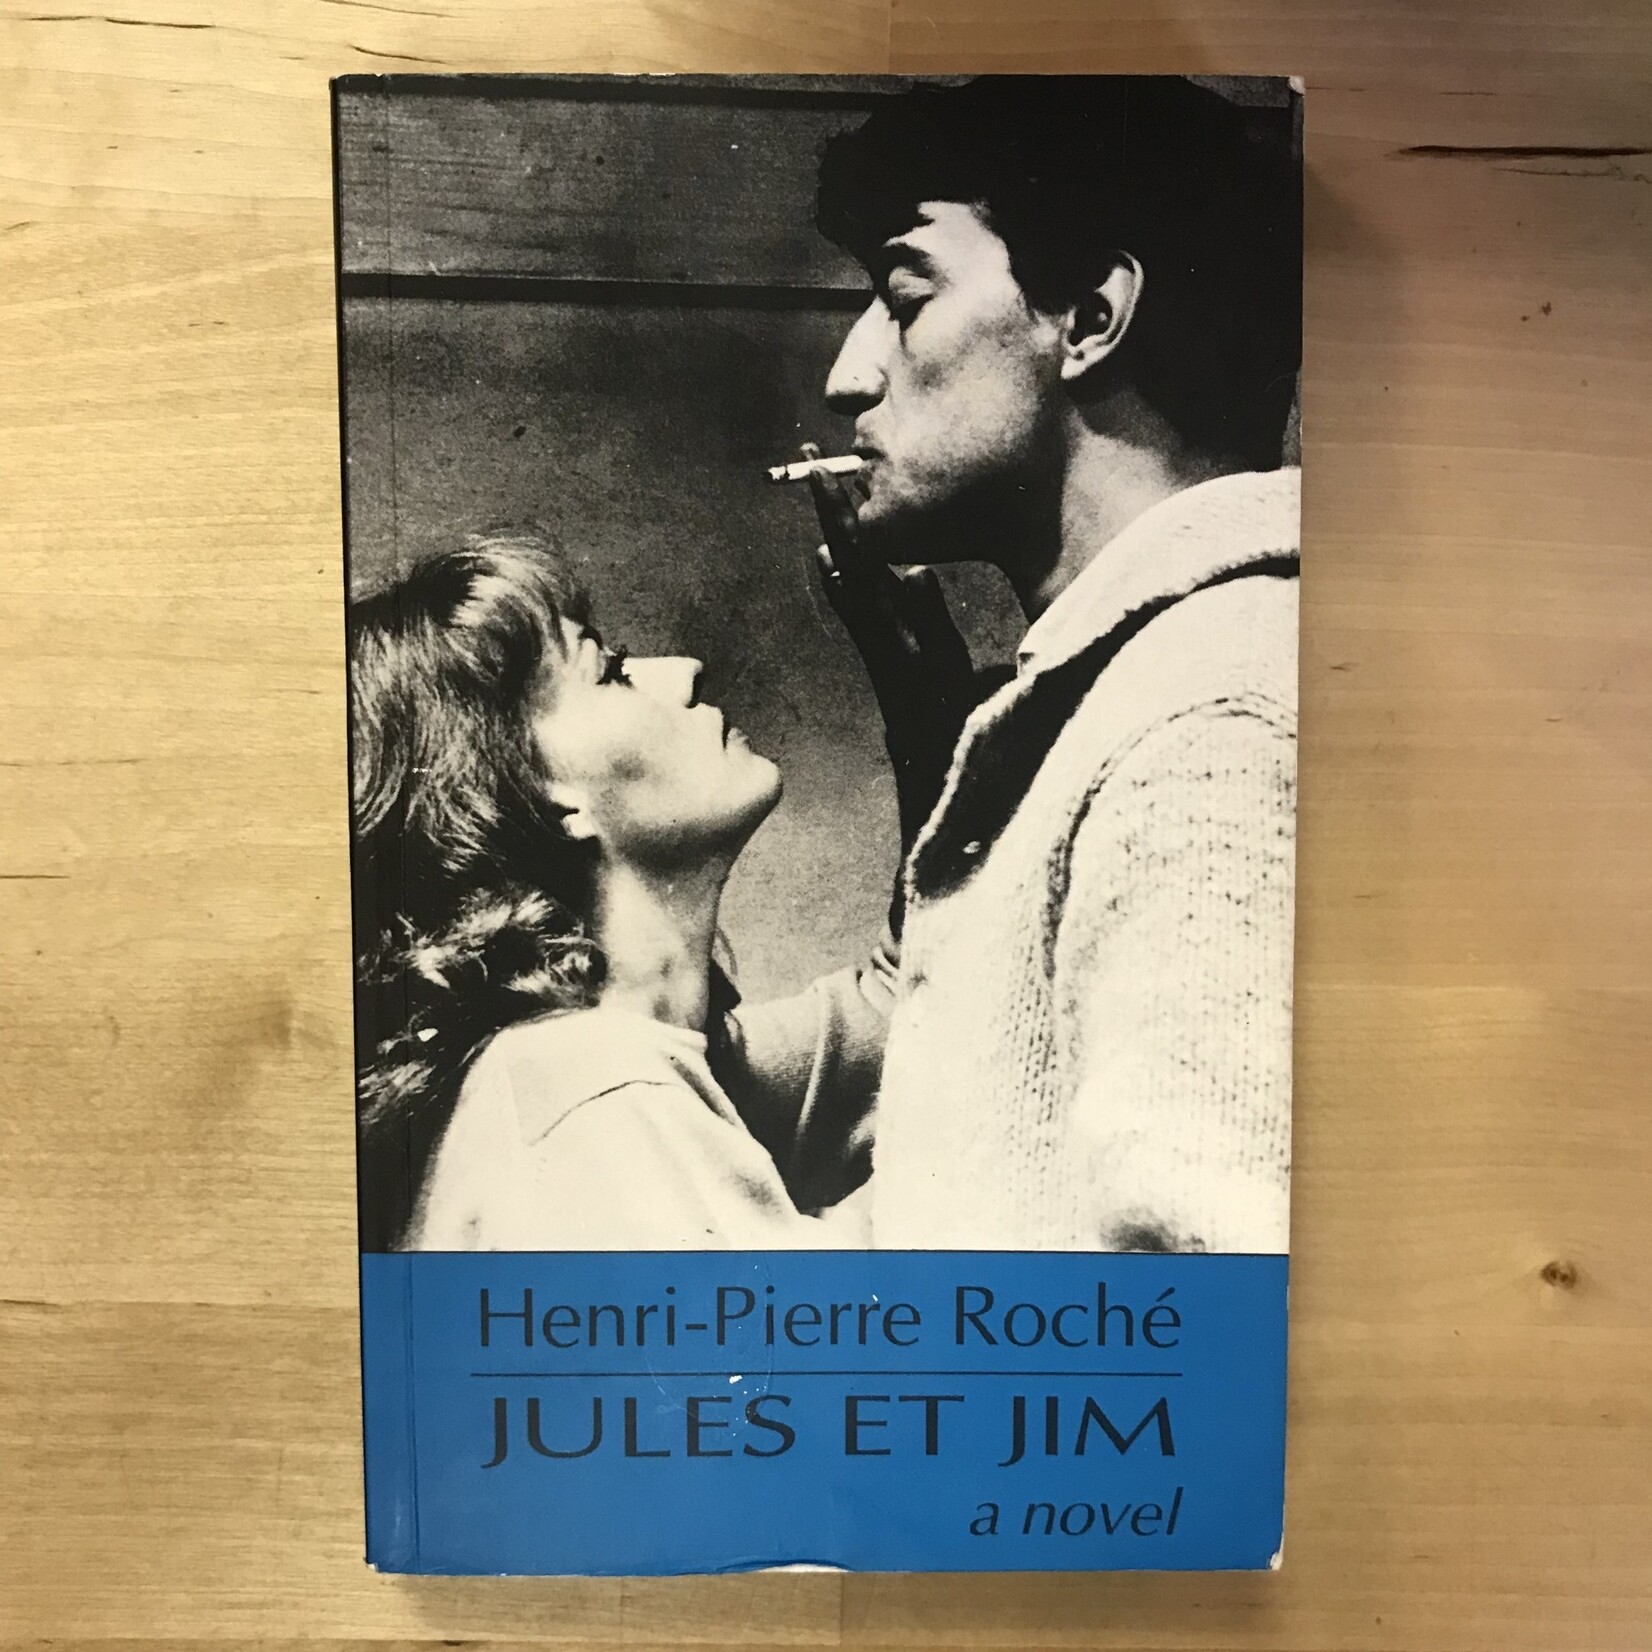 Henri-Pierre Roché
JULES ET JIM
a novel